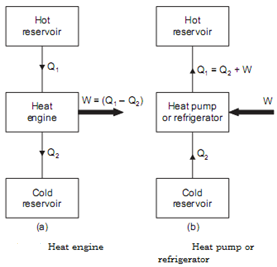 Hot
reservoir
Q₁
Heat
engine
W = (Q₁ – Q₂)
Q₂
Cold
reservoir
(a)
Heat engine
Hot
reservoir
Q₁ = Q₂ + W
Heat pump
or refrigerator
W
Q₂
Cold
reservoir
(b)
Heat pump or
refrigerator